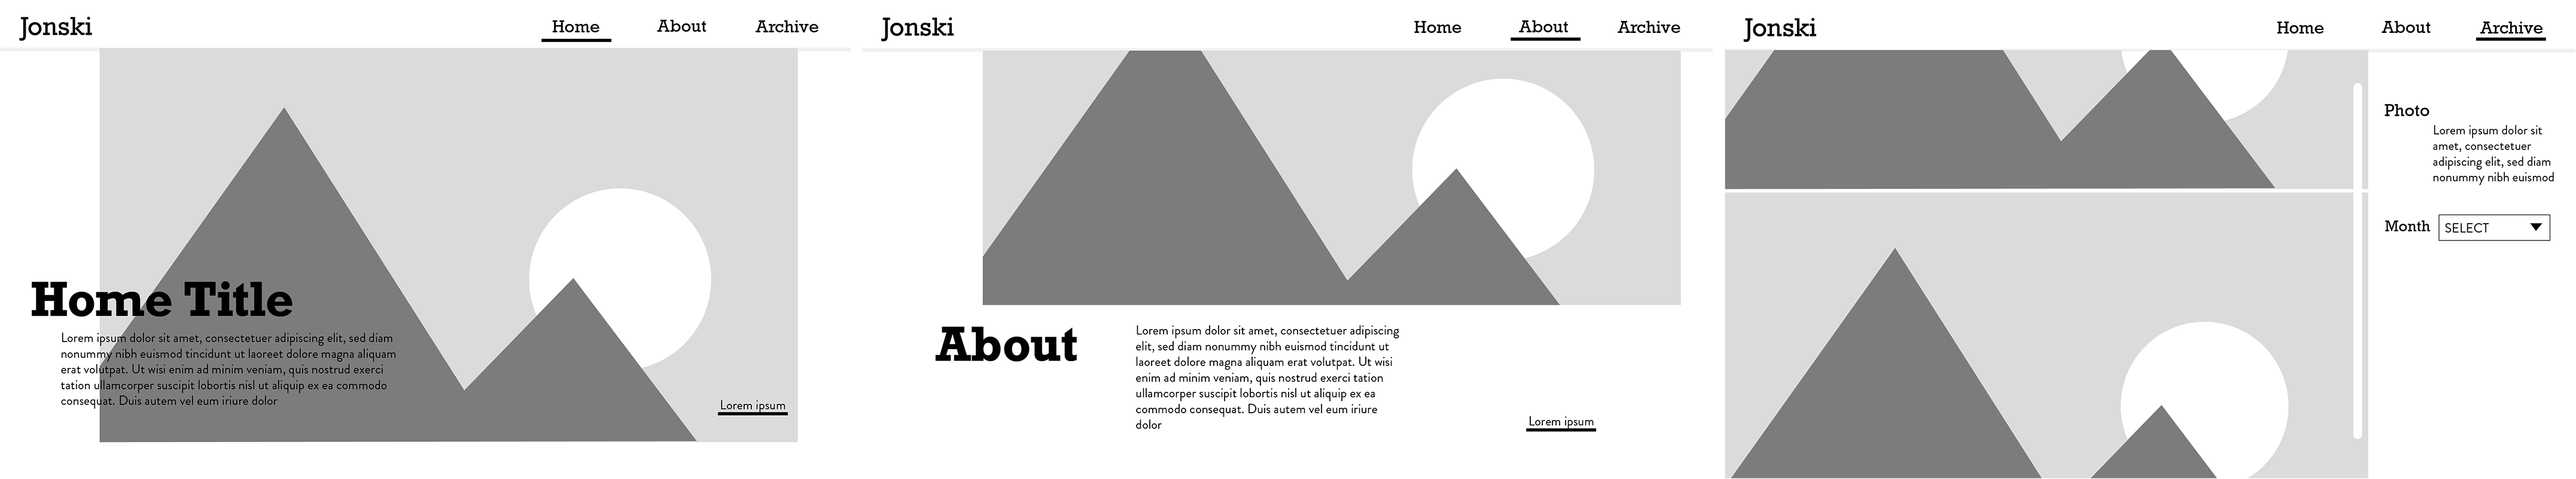 Jonski
Home
About
Archive
Home Title
Lorem ipsum dolor sit amet, consectetuer adipiscing elit, sed diam
nonummy nibh euismod tincidunt ut laoreet dolore magna aliquam
erat volutpat. Ut wisi enim ad minim veniam, quis nostrud exerci
tation ullamcorper suscipit lobortis nisl ut aliquip ex ea commodo
consequat. Duis autem vel eum iriure dolor
Lorem ipsum
Jonski
Home
About
Archive
About
Lorem ipsum dolor sit amet, consectetuer adipiscing
elit, sed diam nonummy nibh euismod tincidunt ut
laoreet dolore magna aliquam erat volutpat. Ut wisi
enim ad minim veniam, quis nostrud exerci tation
ullamcorper suscipit lobortis nisl ut aliquip ex ea
commodo consequat. Duis autem vel eum iriure
dolor
Lorem ipsum
Jonski
Home
About
Archive
Photo
Lorem ipsum dolor sit
amet, consectetuer
adipiscing elit, sed diam
nonummy nibh euismod
Month
SELECT